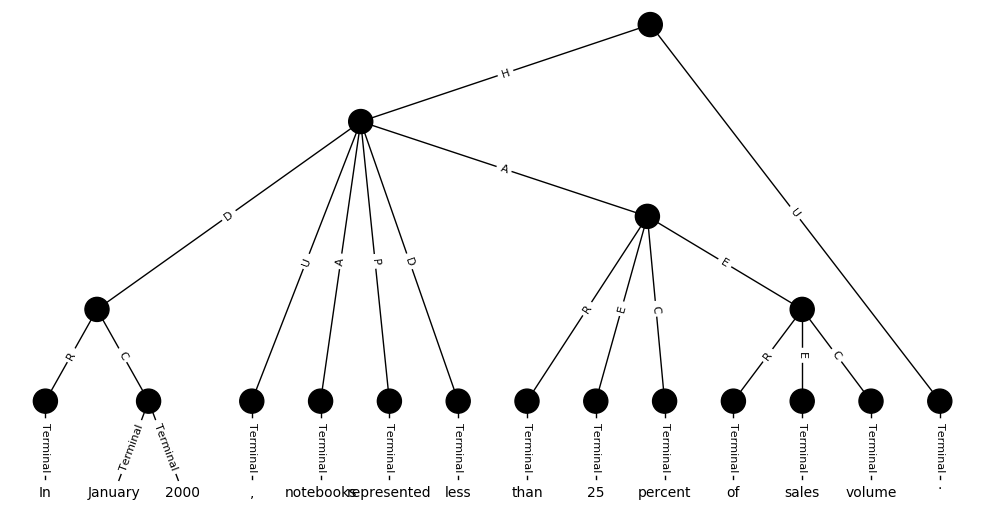 H
A
D
U
U
A
P
D
E
R
E
C
R
C
R
E
C
Terminal Terminal Terminal Terminal Terminal Terminal Terminal Terminal Terminal Terminal Terminal Terminal Terminal Terminal
In January 2000 , notebooks represented less than 25 percent of sales volume .